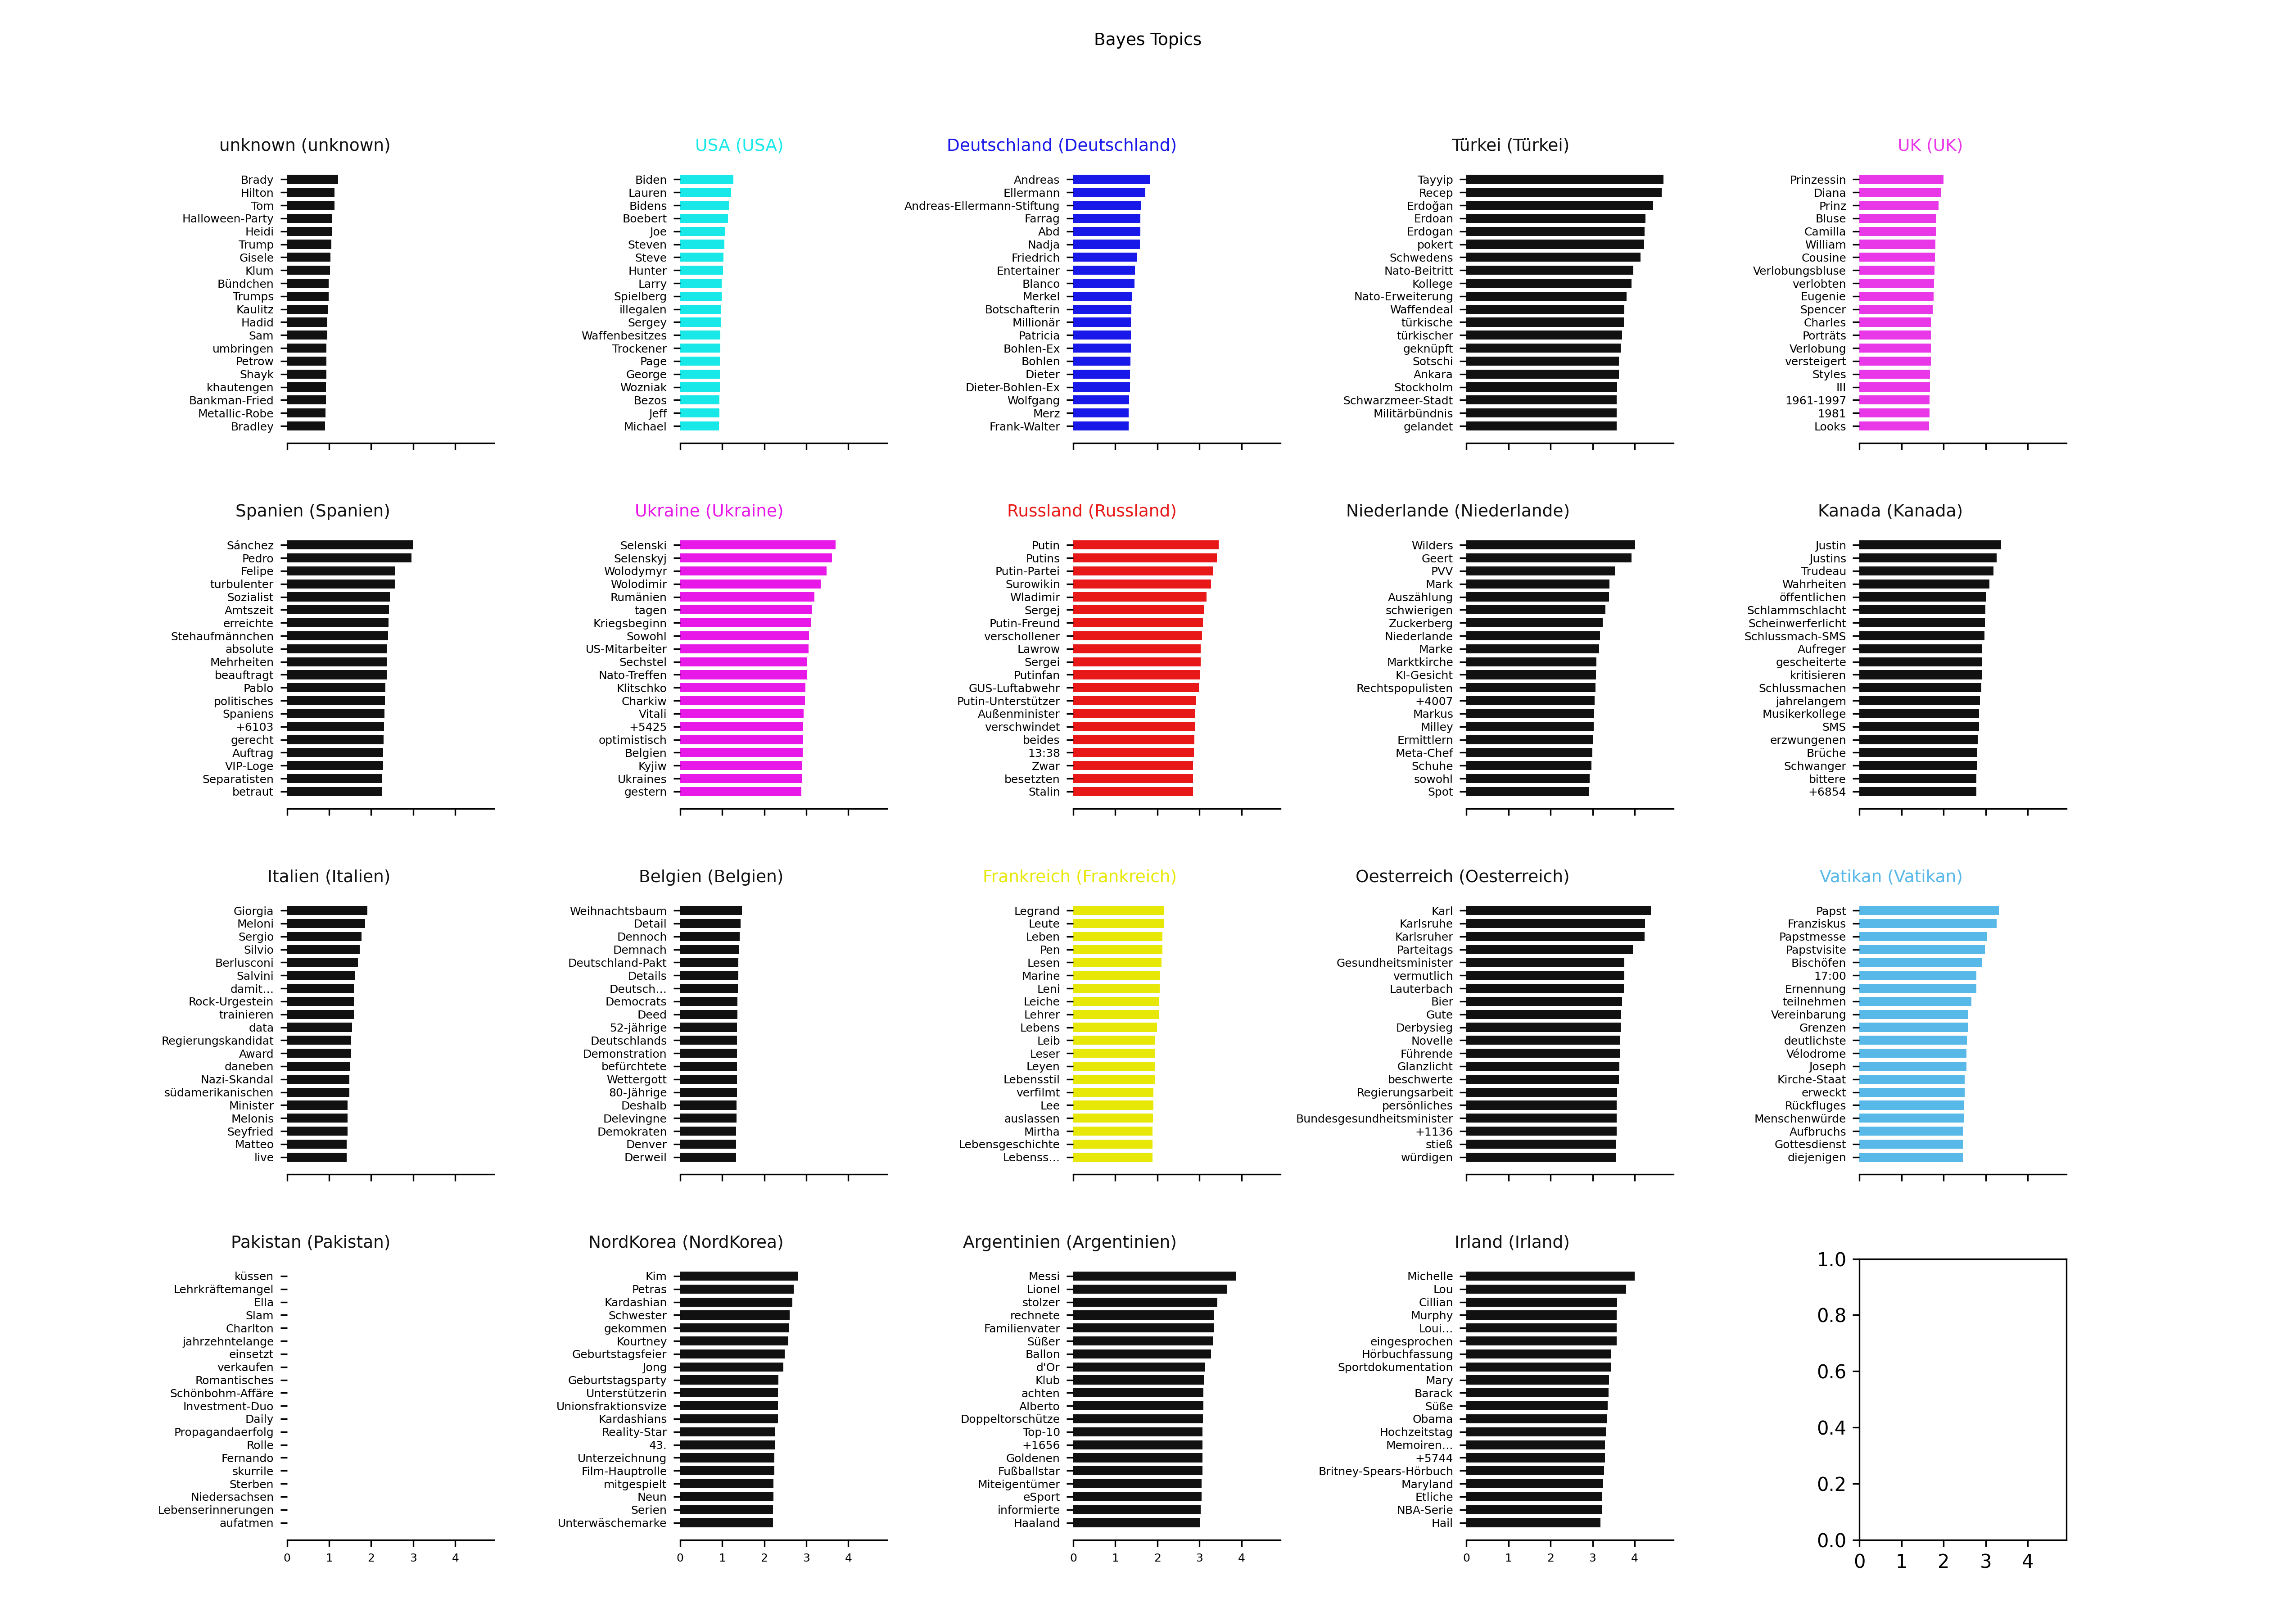 Bayes Topics
unknown (unknown)
Brady
Hilton
Tom
Halloween-Party
Heidi
Trump
Gisele
Klum
Bündchen
Trumps
Kaulitz
Hadid
Sam
umbringen
Petrow
Shayk
khautengen
Bankman-Fried
Metallic-Robe
Bradley
USA (USA)
Biden
Lauren
Bidens
Boebert
Joe
Steven
Steve
Hunter
Larry
Spielberg
illegalen
Sergey
Waffenbesitzes
Trockener
Page
George
Wozniak
Bezos
Jeff
Michael
Deutschland (Deutschland)
Andreas
Ellermann
Andreas-Ellermann-Stiftung
Farrag
Abd
Nadja
Friedrich
Entertainer
Blanco
Merkel
Botschafterin
Millionär
Patricia
Bohlen-Ex
Bohlen
Dieter
Dieter-Bohlen-Ex
Wolfgang
Merz
Frank-Walter
Türkei (Türkei)
Tayyip
Recep
Erdoğan
Erdoan
Erdogan
pokert
Schwedens
Nato-Beitritt
Kollege
Nato-Erweiterung
Waffendeal
türkische
türkischer
geknüpft
Sotschi
Ankara
Stockholm
Schwarzmeer-Stadt
Militärbündnis
gelandet
UK (UK)
Prinzessin
Diana
Prinz
Bluse
Camilla
William
Cousine
Verlobungsbluse
verlobten
Eugenie
Spencer
Charles
Porträts
Verlobung
versteigert
Styles
III
1961-1997
1981
Looks
Spanien (Spanien)
Sánchez
Pedro
Felipe
turbulenter
Sozialist
Amtszeit
erreichte
Stehaufmännchen
absolute
Mehrheiten
beauftragt
Pablo
politisches
Spaniens
+6103
gerecht
Auftrag
VIP-Loge
Separatisten
betraut
Ukraine (Ukraine)
Selenski
Selenskyj
Wolodymyr
Wolodimir
Rumänien
tagen
Kriegsbeginn
Sowohl
US-Mitarbeiter
Sechstel
Nato-Treffen
Klitschko
Charkiw
Vitali
+5425
optimistisch
Belgien
Kyjiw
Ukraines
gestern
Russland (Russland)
Putin
Putins
Putin-Partei
Surowikin
Wladimir
Sergej
Putin-Freund
verschollener
Lawrow
Sergei
Putinfan
GUS-Luftabwehr
Putin-Unterstützer
Außenminister
verschwindet
beides
13:38
Zwar
besetzten
Stalin
Niederlande (Niederlande)
Wilders
Geert
PVV
Mark
Auszählung
schwierigen
Zuckerberg
Niederlande
Marke
Marktkirche
KI-Gesicht
Rechtspopulisten
+4007
Markus
Milley
Ermittlern
Meta-Chef
Schuhe
sowohl
Spot
Kanada (Kanada)
Justin
Justins
Trudeau
Wahrheiten
öffentlichen
Schlammschlacht
Scheinwerferlicht
Schlussmach-SMS
Aufreger
gescheiterte
kritisieren
Schlussmachen
jahrelangem
Musikerkollege
SMS
erzwungenen
Brüche
Schwanger
bittere
+6854
Italien (Italien)
Giorgia
Meloni
Sergio
Silvio
Berlusconi
Salvini
damit...
Rock-Urgestein
trainieren
data
Regierungskandidat
Award
daneben
Nazi-Skandal
südamerikanischen
Minister
Melonis
Seyfried
Matteo
live
Belgien (Belgien)
Weihnachtsbaum
Detail
Dennoch
Demnach
Deutschland-Pakt
Details
Deutsch...
Democrats
Deed
52-jährige
Deutschlands
Demonstration
befürchtete
Wettergott
80-Jährige
Deshalb
Delevingne
Demokraten
Denver
Derweil
Frankreich (Frankreich)
Legrand
Leute
Leben
Pen
Lesen
Marine
Leni
Leiche
Lehrer
Lebens
Leib
Leser
Leyen
Lebensstil
verfilmt
Lee
auslassen
Mirtha
Lebensgeschichte
Lebenss...
Oesterreich (Oesterreich)
Karl
Karlsruhe
Karlsruher
Parteitags
Gesundheitsminister
vermutlich
Lauterbach
Bier
Gute
Derbysieg
Novelle
Führende
Glanzlicht
beschwerte
Regierungsarbeit
persönliches
Bundesgesundheitsminister
+1136
stieß
würdigen
Vatikan (Vatikan)
Papst
Franziskus
Papstmesse
Papstvisite
Bischöfen
17:00
Ernennung
teilnehmen
Vereinbarung
Grenzen
deutlichste
Vélodrome
Joseph
Kirche-Staat
erweckt
Rückfluges
Menschenwürde
Aufbruchs
Gottesdienst
diejenigen
Pakistan (Pakistan)
küssen
Lehrkräftemangel
Ella
Slam
Charlton
jahrzehntelange
einsetzt
verkaufen
Romantisches
Schönbohm-Affäre
Investment-Duo
Daily
Propagandaerfolg
Rolle
Fernando
skurrile
Sterben
Niedersachsen
Lebenserinnerungen
aufatmen
0 1 2 3 4
NordKorea (NordKorea)
Kim
Petras
Kardashian
Schwester
gekommen
Kourtney
Geburtstagsfeier
Jong
Geburtstagsparty
Unterstützerin
Unionsfraktionsvize
Kardashians
Reality-Star
43.
Unterzeichnung
Film-Hauptrolle
mitgespielt
Neun
Serien
Unterwäschemarke
0 1 2 3 4
Argentinien (Argentinien)
Messi
Lionel
stolzer
rechnete
Familienvater
Süßer
Ballon
d'Or
Klub
achten
Alberto
Doppeltorschütze
Top-10
+1656
Goldenen
Fußballstar
Miteigentümer
eSport
informierte
Haaland
0 1 2 3 4
Irland (Irland)
Michelle
Lou
Cillian
Murphy
Loui...
eingesprochen
Hörbuchfassung
Sportdokumentation
Mary
Barack
Süße
Obama
Hochzeitstag
Memoiren...
+5744
Britney-Spears-Hörbuch
Maryland
Etliche
NBA-Serie
Hail
0 1 2 3 4
1.0
0.8
0.6
0.4
0.2
0.0
0 1 2 3 4